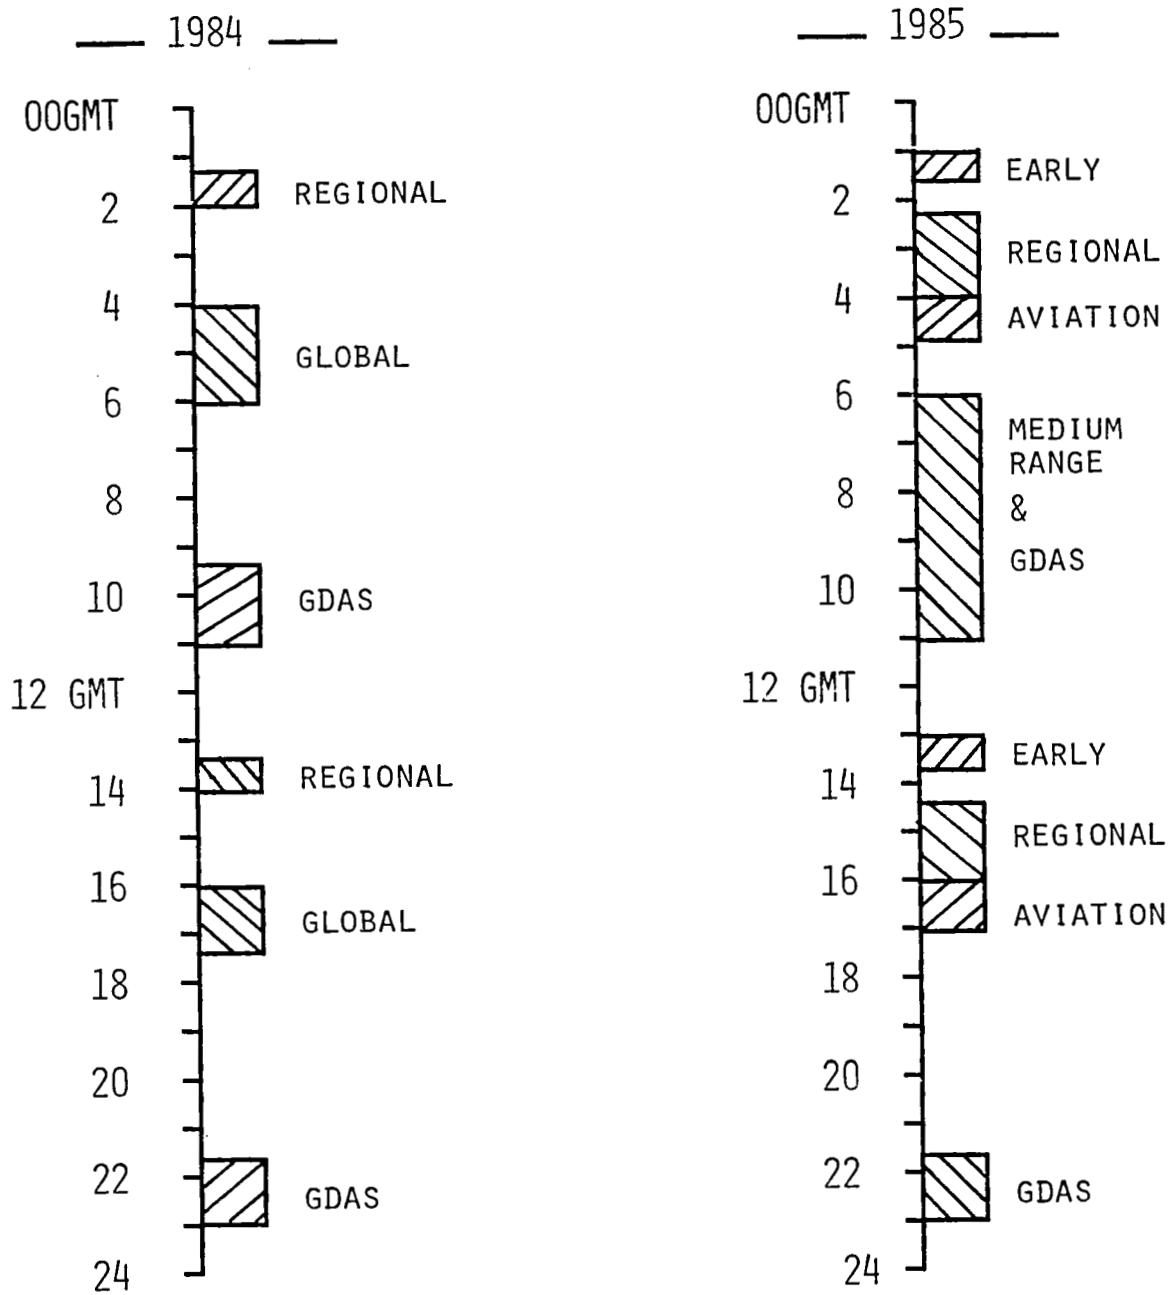 1984
00GMT
REGIONAL
2
4
GLOBAL
6
8
10
GDAS
12 GMT
REGIONAL
14
16
GLOBAL
18
20
22
GDAS
24
1985
00GMT
EARLY
2
REGIONAL
4
AVIATION
6
MEDIUM
RANGE
8
&
GDAS
10
12 GMT
EARLY
14
REGIONAL
16
AVIATION
18
20
22
GDAS
24